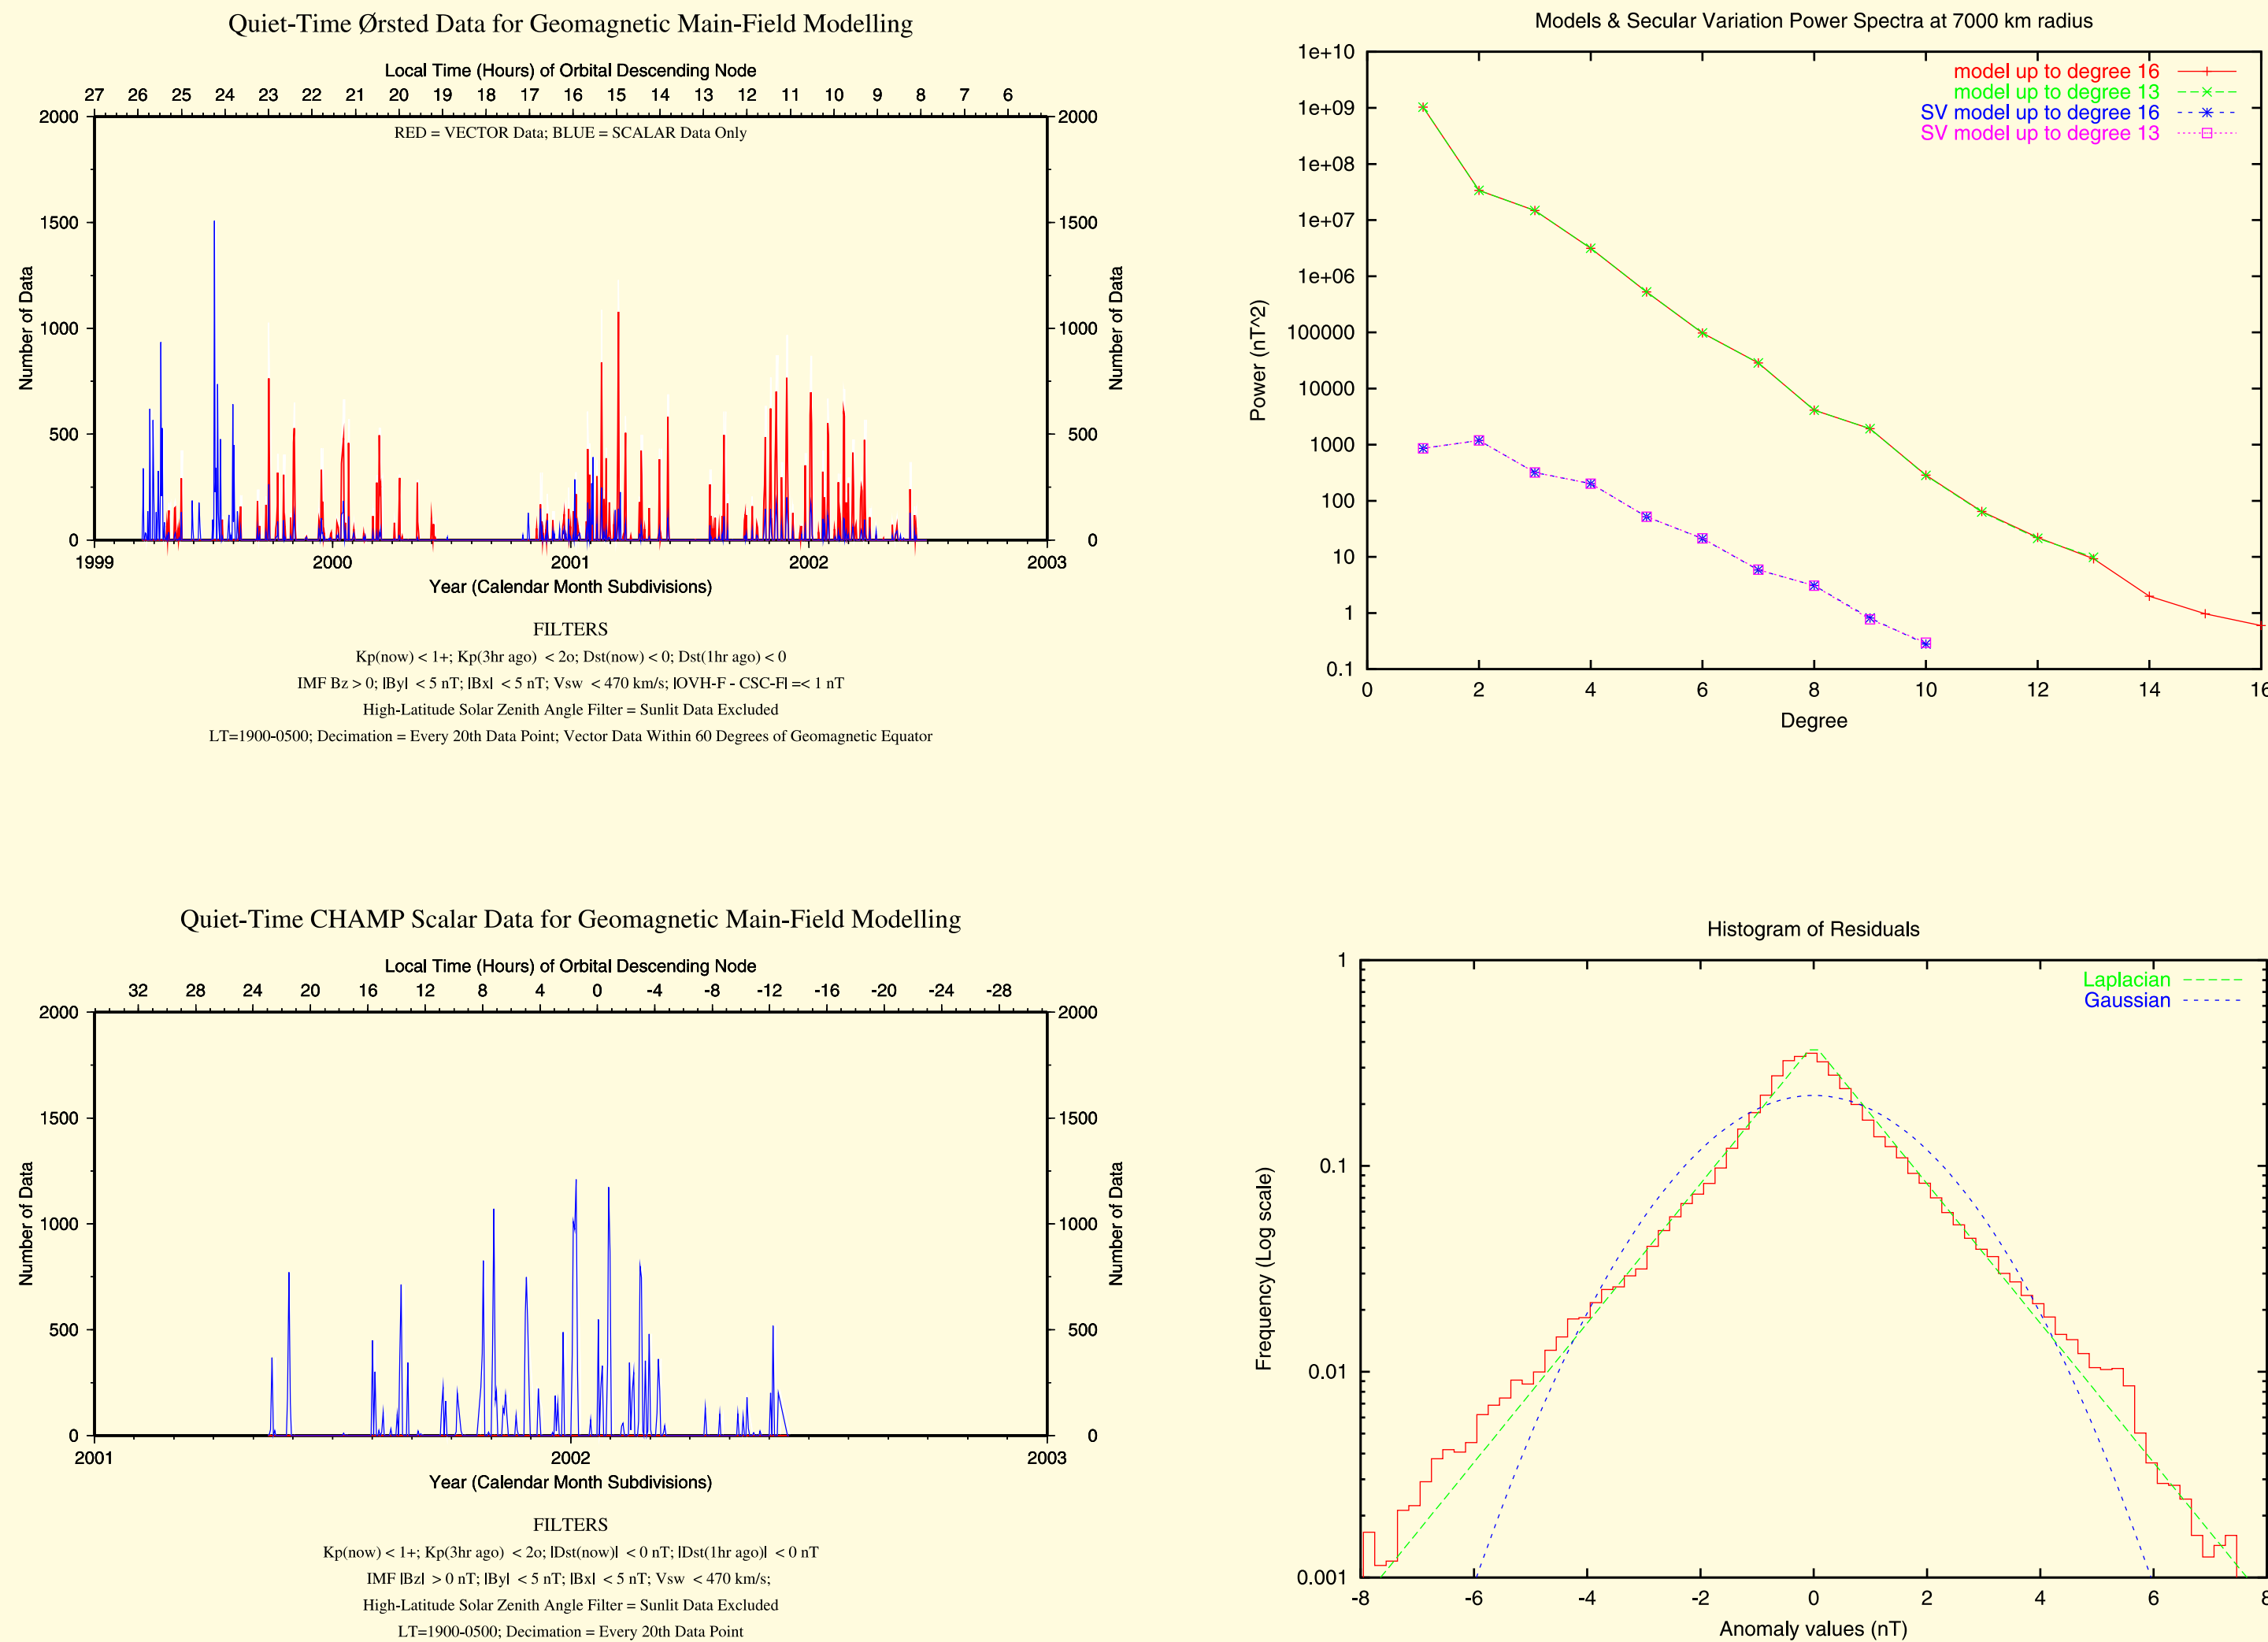 Quiet-Time Ørsted Data for Geomagnetic Main-Field Modelling
Local Time (Hours) of Orbital Descending Node
27 26 25 24 23 22 21 20 19 18 17 16 15 14 13 12 11 10 9 8 7 6
RED = VECTOR Data; BLUE = SCALAR Data Only
2000 2000
1500 1500
1000 1000
500 500
0 0
Number of Data
Number of Data
1999 2000 2001 2002 2003
Year (Calendar Month Subdivisions)
FILTERS
Kp(now) < 1+; Kp(3hr ago) < 2o; Dst(now) < 0; Dst(1hr ago) < 0
IMF Bz > 0; |By| < 5 nT; |Bx| < 5 nT; Vsw < 470 km/s; |OVH-F - CSC-F| =< 1 nT
High-Latitude Solar Zenith Angle Filter = Sunlit Data Excluded
LT=1900-0500; Decimation = Every 20th Data Point; Vector Data Within 60 Degrees of Geomagnetic Equator
Models & Secular Variation Power Spectra at 7000 km radius
model up to degree 16
model up to degree 13
SV model up to degree 16
SV model up to degree 13
1e+10
1e+09
1e+08
1e+07
1e+06
100000
10000
1000
100
10
1
0.1
Power (nT^2)
0 2 4 6 8 10 12 14 16
Degree
Quiet-Time CHAMP Scalar Data for Geomagnetic Main-Field Modelling
Local Time (Hours) of Orbital Descending Node
32 28 24 20 16 12 8 4 0 -4 -8 -12 -16 -20 -24 -28
2000 2000
1500 1500
1000 1000
500 500
0 0
Number of Data
Number of Data
2001 2002 2003
Year (Calendar Month Subdivisions)
FILTERS
Kp(now) < 1+; Kp(3hr ago) < 2o; |Dst(now)| < 0 nT; |Dst(1hr ago)| < 0 nT
IMF |Bz| > 0 nT; |By| < 5 nT; |Bx| < 5 nT; Vsw < 470 km/s;
High-Latitude Solar Zenith Angle Filter = Sunlit Data Excluded
LT=1900-0500; Decimation = Every 20th Data Point
Histogram of Residuals
Laplacian
Gaussian
1
0.1
0.01
0.001
Frequency (Log scale)
-8 -6 -4 -2 0 2 4 6 8
Anomaly values (nT)